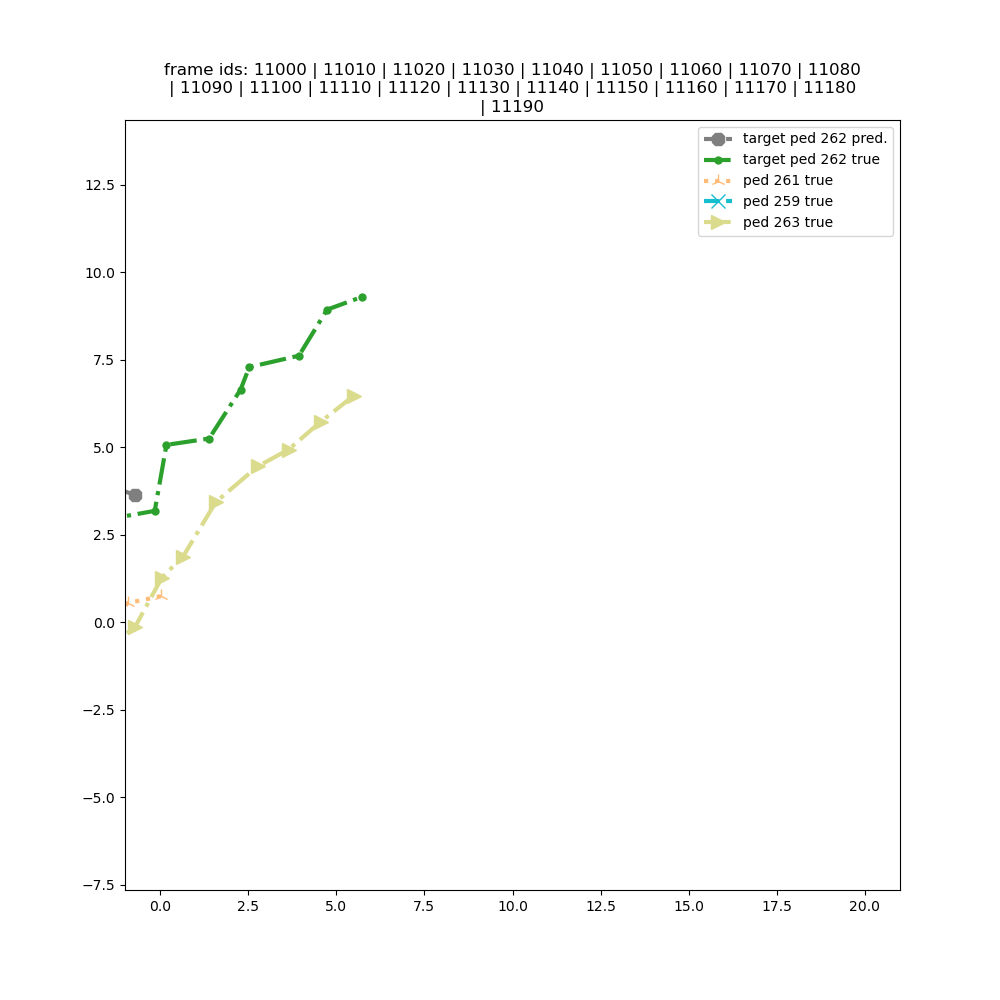 frame ids: 11000 | 11010 | 11020 | 11030 | 11040 | 11050 | 11060 | 11070 | 11080
| 11090 | 11100 | 11110 | 11120 | 11130 | 11140 | 11150 | 11160 | 11170 | 11180
| 11190
target ped 262 pred.
target ped 262 true
ped 261 true
ped 259 true
ped 263 true
12.5
10.0
7.5
5.0
2.5
0.0
−2.5
−5.0
−7.5
0.0 2.5 5.0 7.5 10.0 12.5 15.0 17.5 20.0